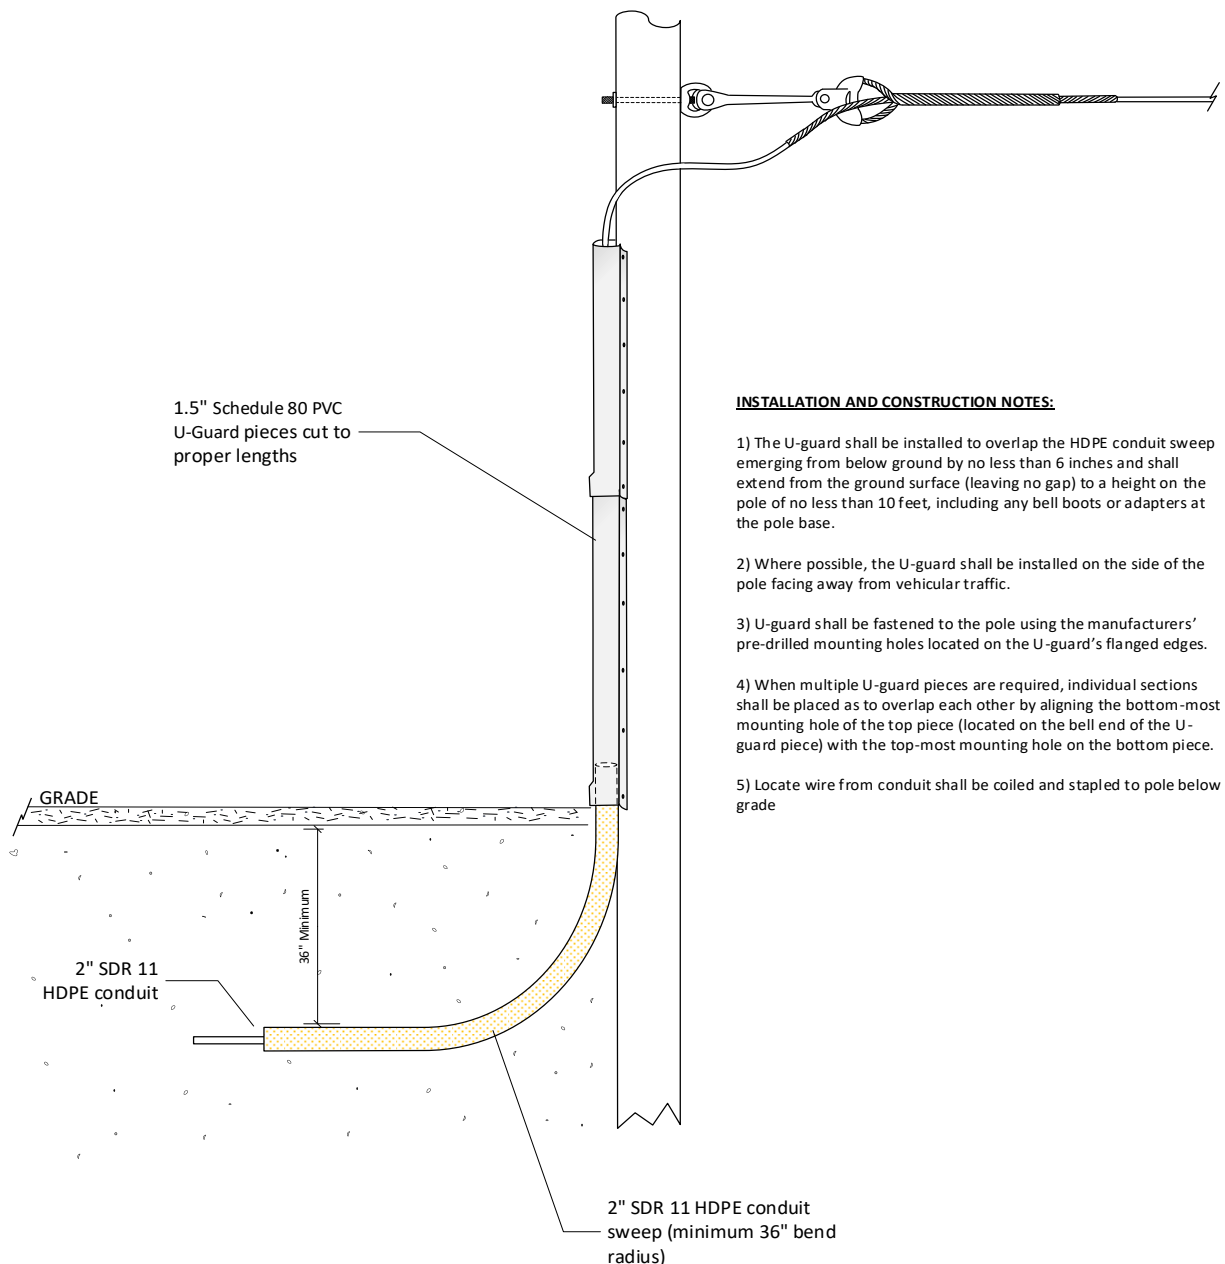 1.5" Schedule 80 PVC
U-Guard pieces cut to
proper lengths
INSTALLATION AND CONSTRUCTION NOTES:
1) The U-guard shall be installed to overlap the HDPE conduit sweep
emerging from below ground by no less than 6 inches and shall
extend from the ground surface (leaving no gap) to a height on the
pole of no less than 10 feet, including any bell boots or adapters at
the pole base.
2) Where possible, the U-guard shall be installed on the side of the
pole facing away from vehicular traffic.
3) U-guard shall be fastened to the pole using the manufacturers’
pre-drilled mounting holes located on the U-guard’s flanged edges.
4) When multiple U-guard pieces are required, individual sections
shall be placed as to overlap each other by aligning the bottom-most
mounting hole of the top piece (located on the bell end of the U-
guard piece) with the top-most mounting hole on the bottom piece.
5) Locate wire from conduit shall be coiled and stapled to pole below
grade
GRADE
36" Minimum
2" SDR 11
HDPE conduit
2" SDR 11 HDPE conduit
sweep (minimum 36" bend
radius)